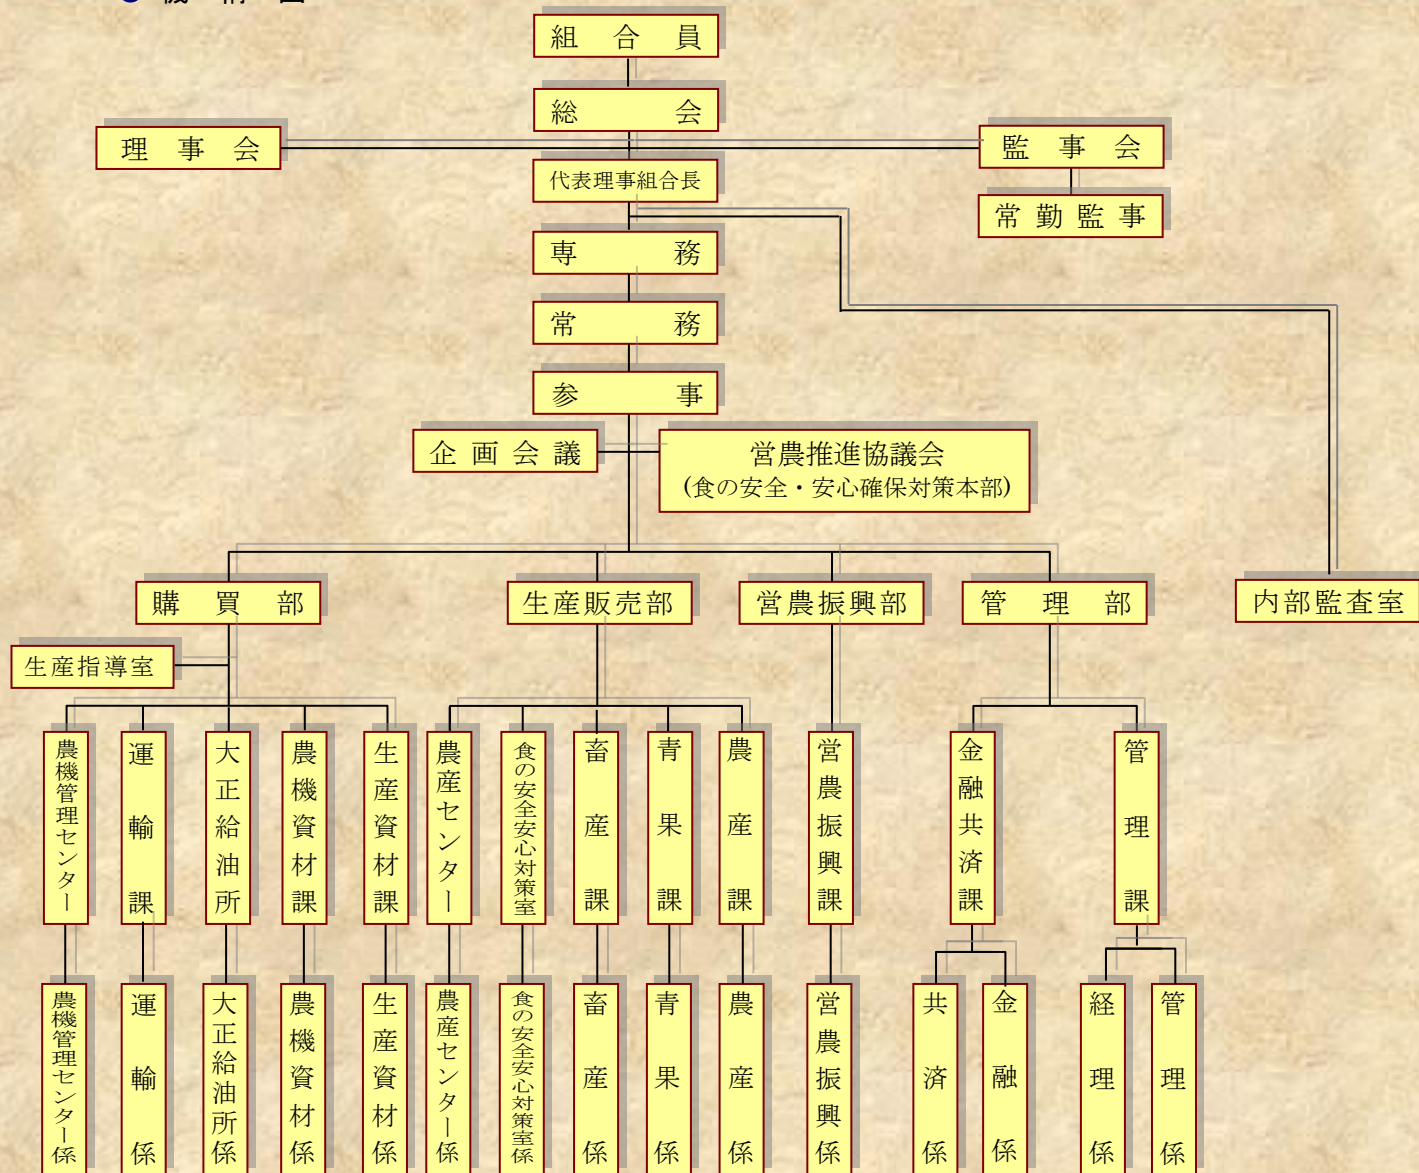 機 構 図
組 合 員
総 会
理 事 会
監 事 会
代表理事組合長
常 勤 監 事
専 務
常 務
参 事
企 画 会 議
営農推進協議会
(食の安全・安心確保対策本部)
購 買 部
生産販売部
営農振興部
管 理 部
内部監査室
生産指導室
農機管理センター
運輸課
大正給油所
農機資材課
生産資材課
農産センター
食の安全安心対策室
畜産課
青果課
農産課
営農振興課
金融共済課
管理課
農機管理センター係
運輸係
大正給油所係
農機資材係
生産資材係
農産センター係
食の安全安心対策室係
畜産係
青果係
農産係
営農振興係
共済係
金融係
経理係
管理係